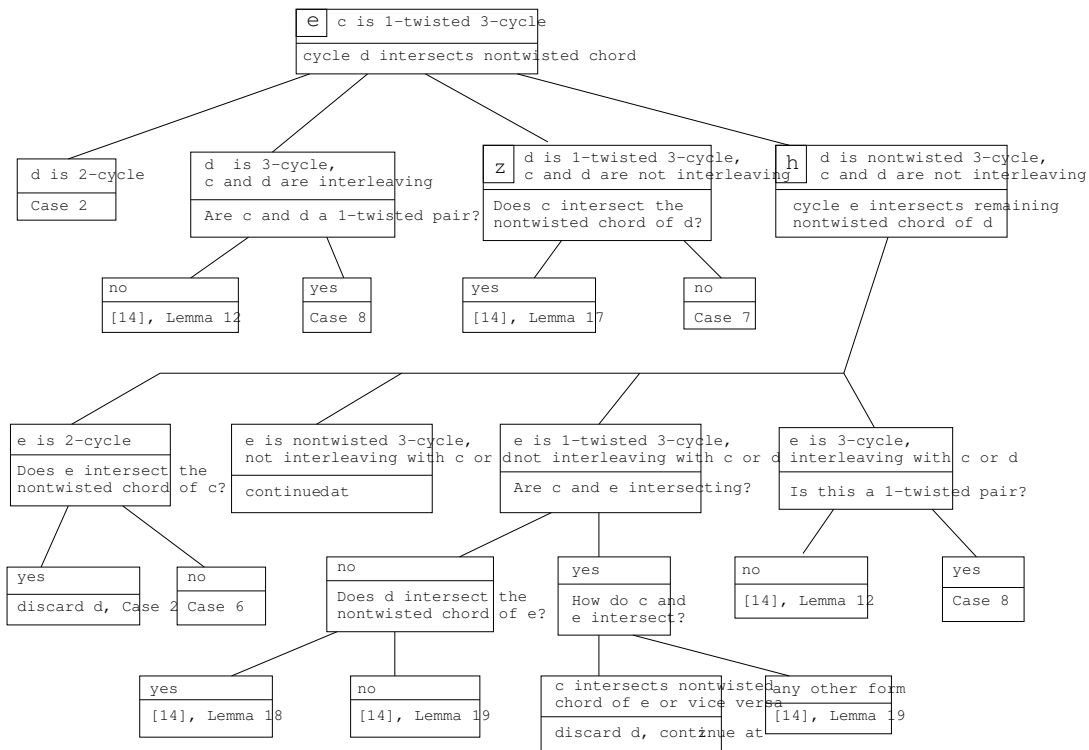 e c is 1-twisted 3-cycle
cycle d intersects nontwisted chord
d is 2-cycle
Case 2
d is 3-cycle,
c and d are interleaving
Are c and d a 1-twisted pair?
z d is 1-twisted 3-cycle,
c and d are not interleaving
Does c intersect the
nontwisted chord of d?
h d is nontwisted 3-cycle,
c and d are not interleaving
cycle e intersects remaining
nontwisted chord of d
no
[14], Lemma 12
yes
Case 8
yes
[14], Lemma 17
no
Case 7
e is 2-cycle
Does e intersect the
nontwisted chord of c?
e is nontwisted 3-cycle,
not interleaving with c or d
continue at d
e is 1-twisted 3-cycle,
not interleaving with c or d
Are c and e intersecting?
e is 3-cycle,
interleaving with c or d
Is this a 1-twisted pair?
yes
discard d, Case 2
no
Case 6
no
Does d intersect the
nontwisted chord of e?
yes
How do c and
e intersect?
no
[14], Lemma 12
yes
Case 8
yes
[14], Lemma 18
no
[14], Lemma 19
c intersects nontwisted
chord of e or vice versa
discard d, continue at z
any other form
[14], Lemma 19